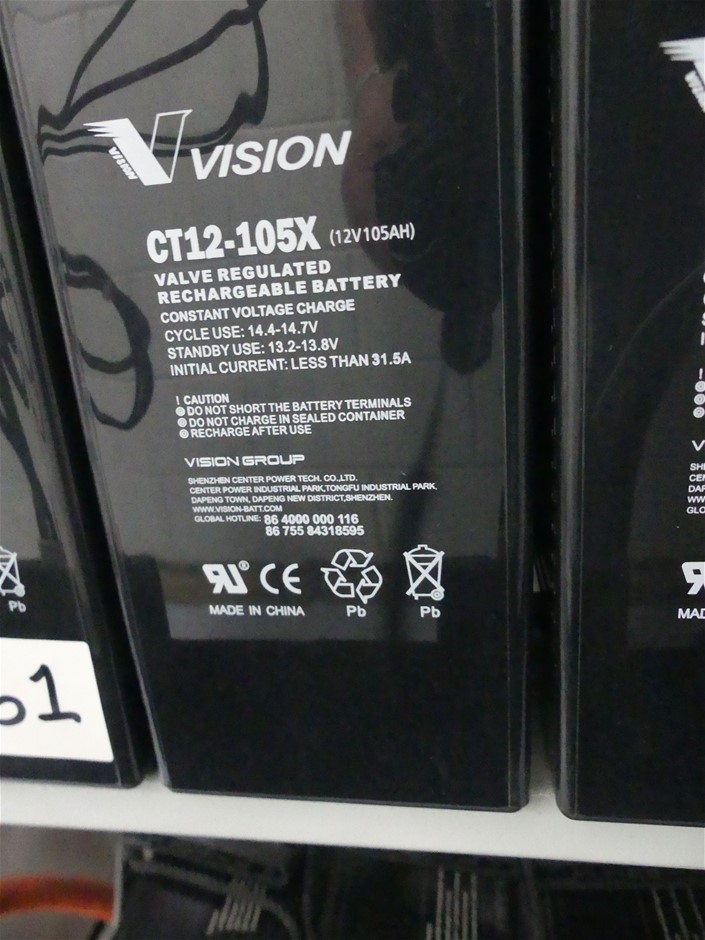 VISION
VISION
CT12-105X (12V105AH)
VALVE REGULATED
RECHARGEABLE BATTERY
CONSTANT VOLTAGE CHARGE
CYCLE USE: 14.4-14.7V
STANDBY USE: 13.2-13.8V
INITIAL CURRENT: LESS THAN 31.5A
! CAUTION
DO NOT SHORT THE BATTERY TERMINALS
DO NOT CHARGE IN SEALED CONTAINER
RECHARGE AFTER USE
VISION GROUP
SHENZHEN CENTER POWER TECH. CO.,LTD.
CENTER POWER INDUSTRIAL PARK,TONGFU INDUSTRIAL PARK,
DAPENG TOWN, DAPENG NEW DISTRICT,SHENZHEN.
WWW.VISION-BATT.COM
GLOBAL HOTLINE: 86 4000 000 116
86 755 84318595
RU® CE
MADE IN CHINA Pb Pb
Pb
1